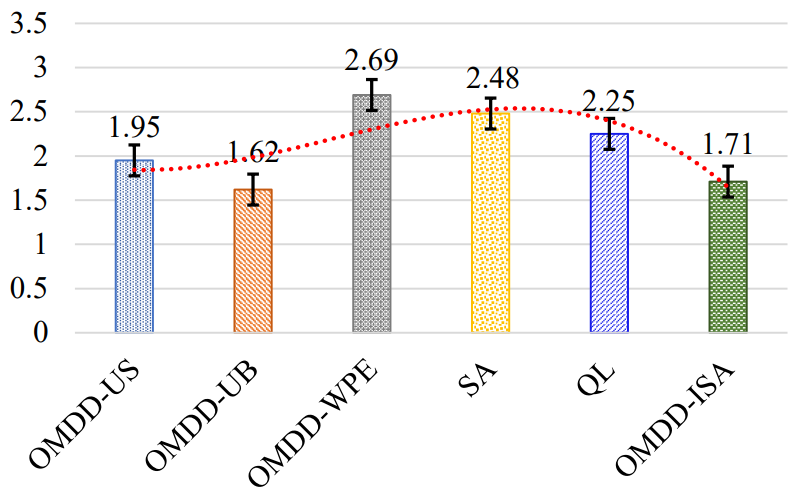 3.5
3
2.5
2
1.5
1
0.5
0
1.95
1.62
2.69
2.48
2.25
1.71
OMDD-US
OMDD-UB
OMDD-WPE
SA
QL
OMDD-ISA